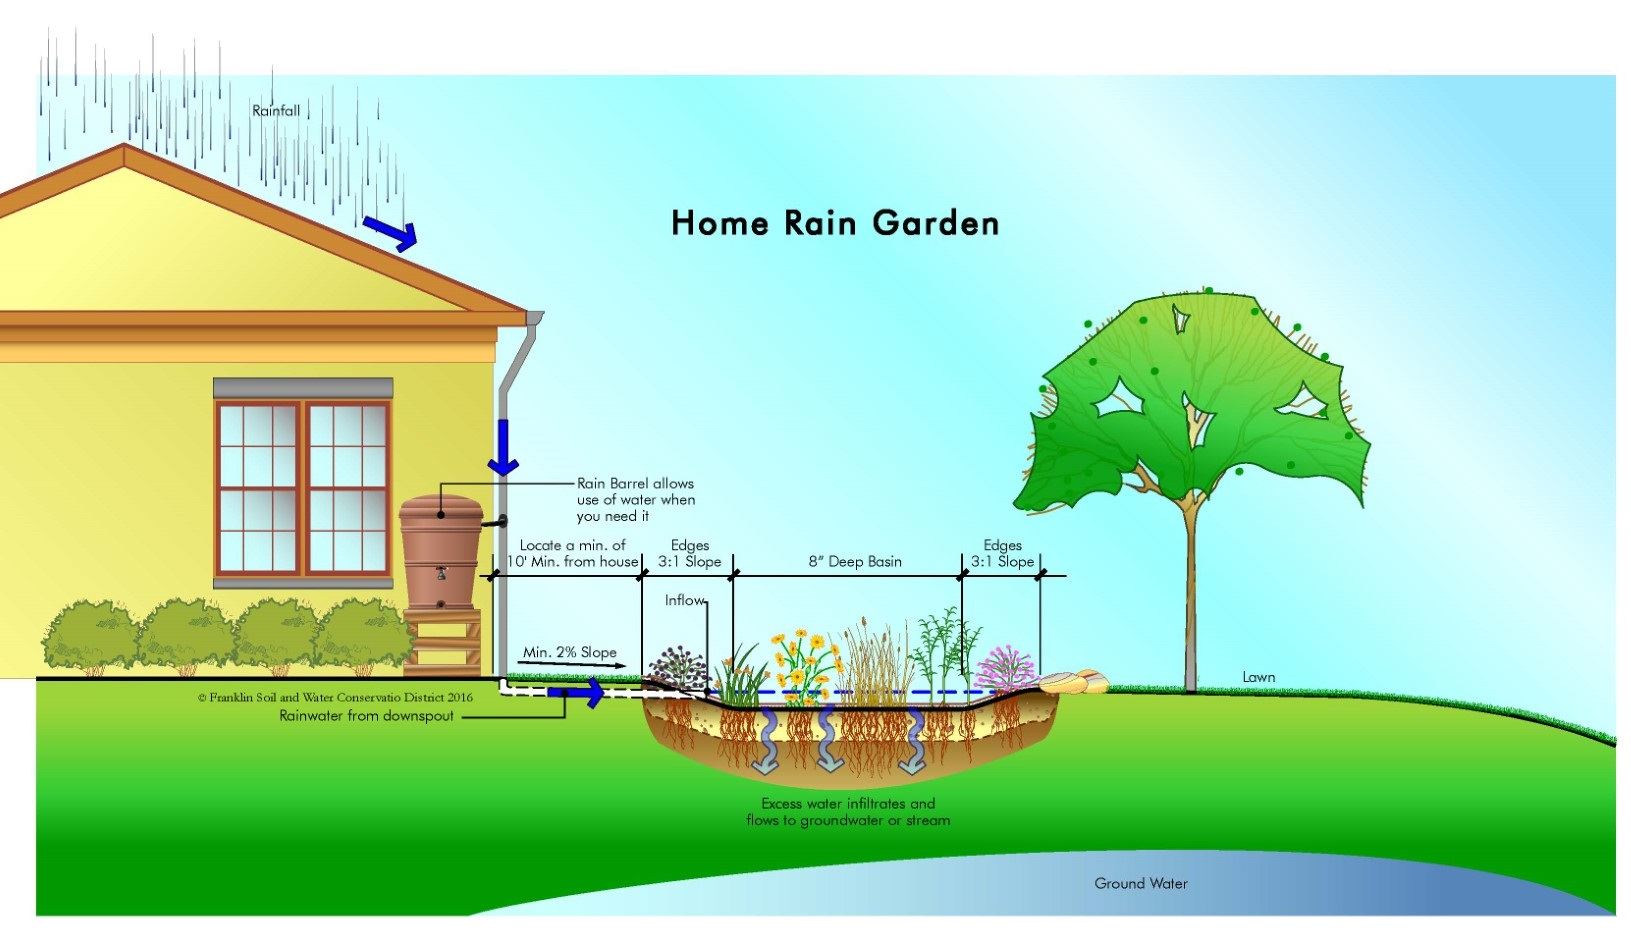 Rainfall
Home Rain Garden
Rain Barrel allows
use of water when
you need it
Locate a min. of
10' Min. from house
Edges
3:1 Slope
8" Deep Basin
Edges
3:1 Slope
Inflow
Min. 2% Slope
Lawn
© Franklin Soil and Water Conservatio District 2016
Rainwater from downspout
Excess water infiltrates and
flows to groundwater or stream
Ground Water